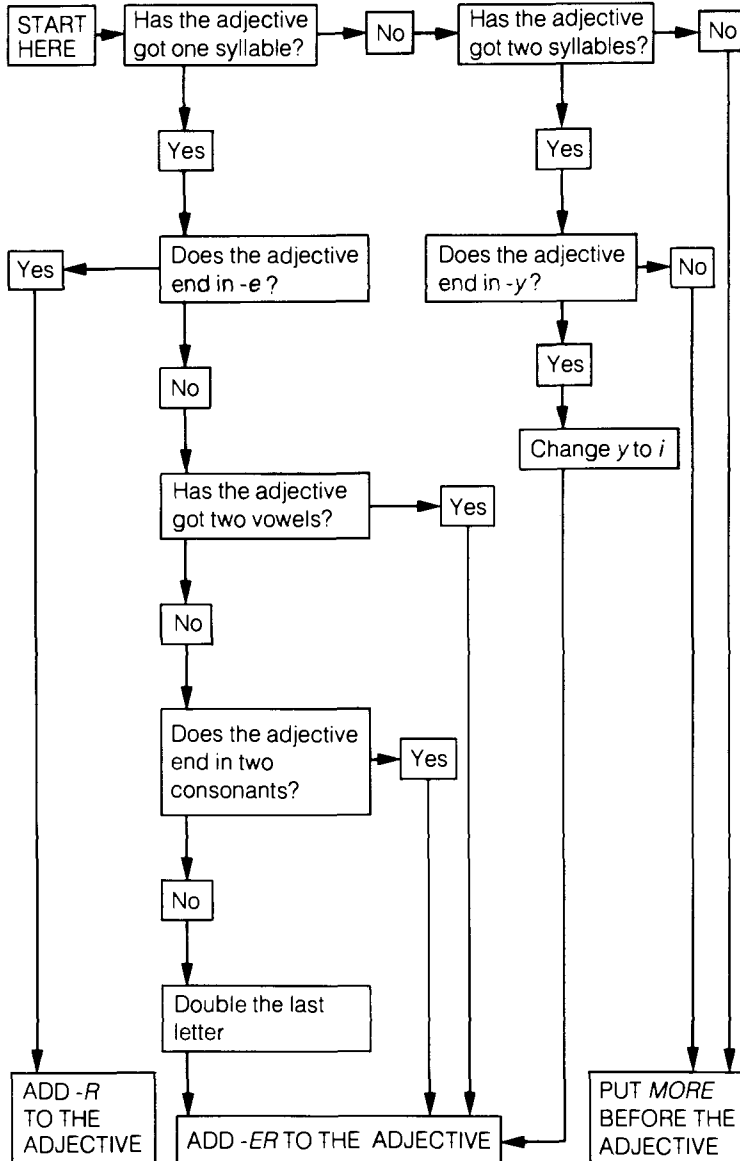 START
HERE
Has the adjective
got one syllable?
No
Has the adjective
got two syllables?
No
Yes
Yes
Yes
Does the adjective
end in -e?
Does the adjective
end in -y?
No
No
Yes
Change y to i
Has the adjective
got two vowels?
Yes
No
Does the adjective
end in two
consonants?
Yes
No
Double the last
letter
ADD -R
TO THE
ADJECTIVE
ADD -ER TO THE ADJECTIVE
PUT MORE
BEFORE THE
ADJECTIVE